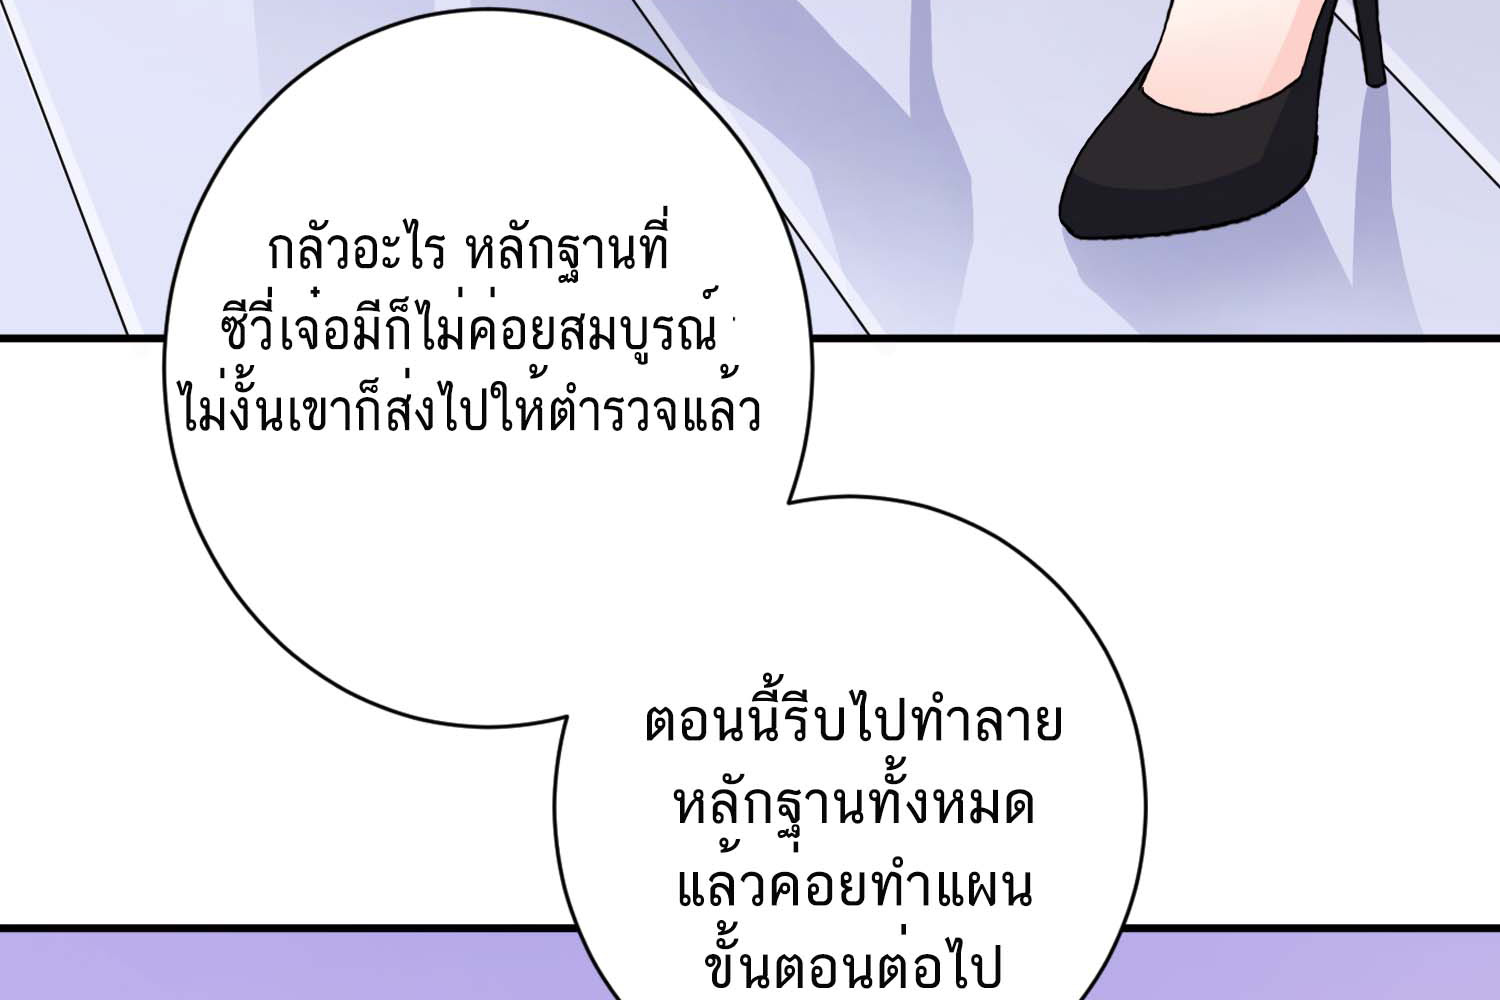 กลัวอะไร หลักฐานที่
ซีวี่เจ๋อมีก็ไม่ค่อยสมบูรณ์
ไม่งั้นเขาก็ส่งไปให้ตำรวจแล้ว
ตอนนี้รีบไปทำลาย
หลักฐานทั้งหมด
แล้วค่อยทำแผน
ขั้นตอนต่อไป